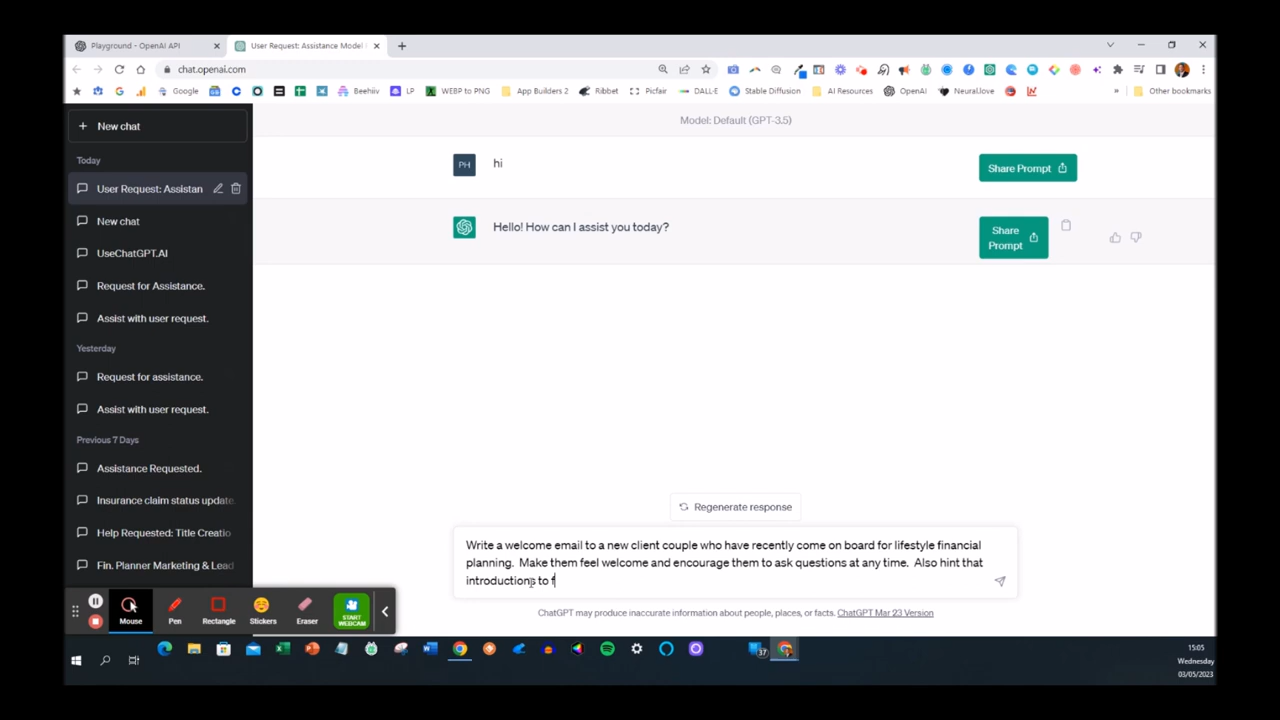 Playground - OpenAI API
User Request: Assistance Model
chat.openai.com
Google
Beehiiv
LP
WEBP to PNG
App Builders 2
Ribbet
Picfair
DALL·E
Stable Diffusion
AI Resources
OpenAI
Neural.love
»
Other bookmarks
+ New chat
Today
User Request: Assistan
New chat
UseChatGPT.AI
Request for Assistance.
Assist with user request.
Yesterday
Request for assistance.
Assist with user request.
Previous 7 Days
Assistance Requested.
Insurance claim status update.
Help Requested: Title Creatio
Fin. Planner Marketing & Lead
Model: Default (GPT-3.5)
PH
hi
Share Prompt
Hello! How can I assist you today?
Share
Prompt
Regenerate response
Write a welcome email to a new client couple who have recently come on board for lifestyle financial
planning.  Make them feel welcome and encourage them to ask questions at any time.  Also hint that
introductions to f
ChatGPT may produce inaccurate information about people, places, or facts. ChatGPT Mar 23 Version
Mouse
Pen
Rectangle
Stickers
Eraser
START
WEBCAM
37
15:05
Wednesday
03/05/2023